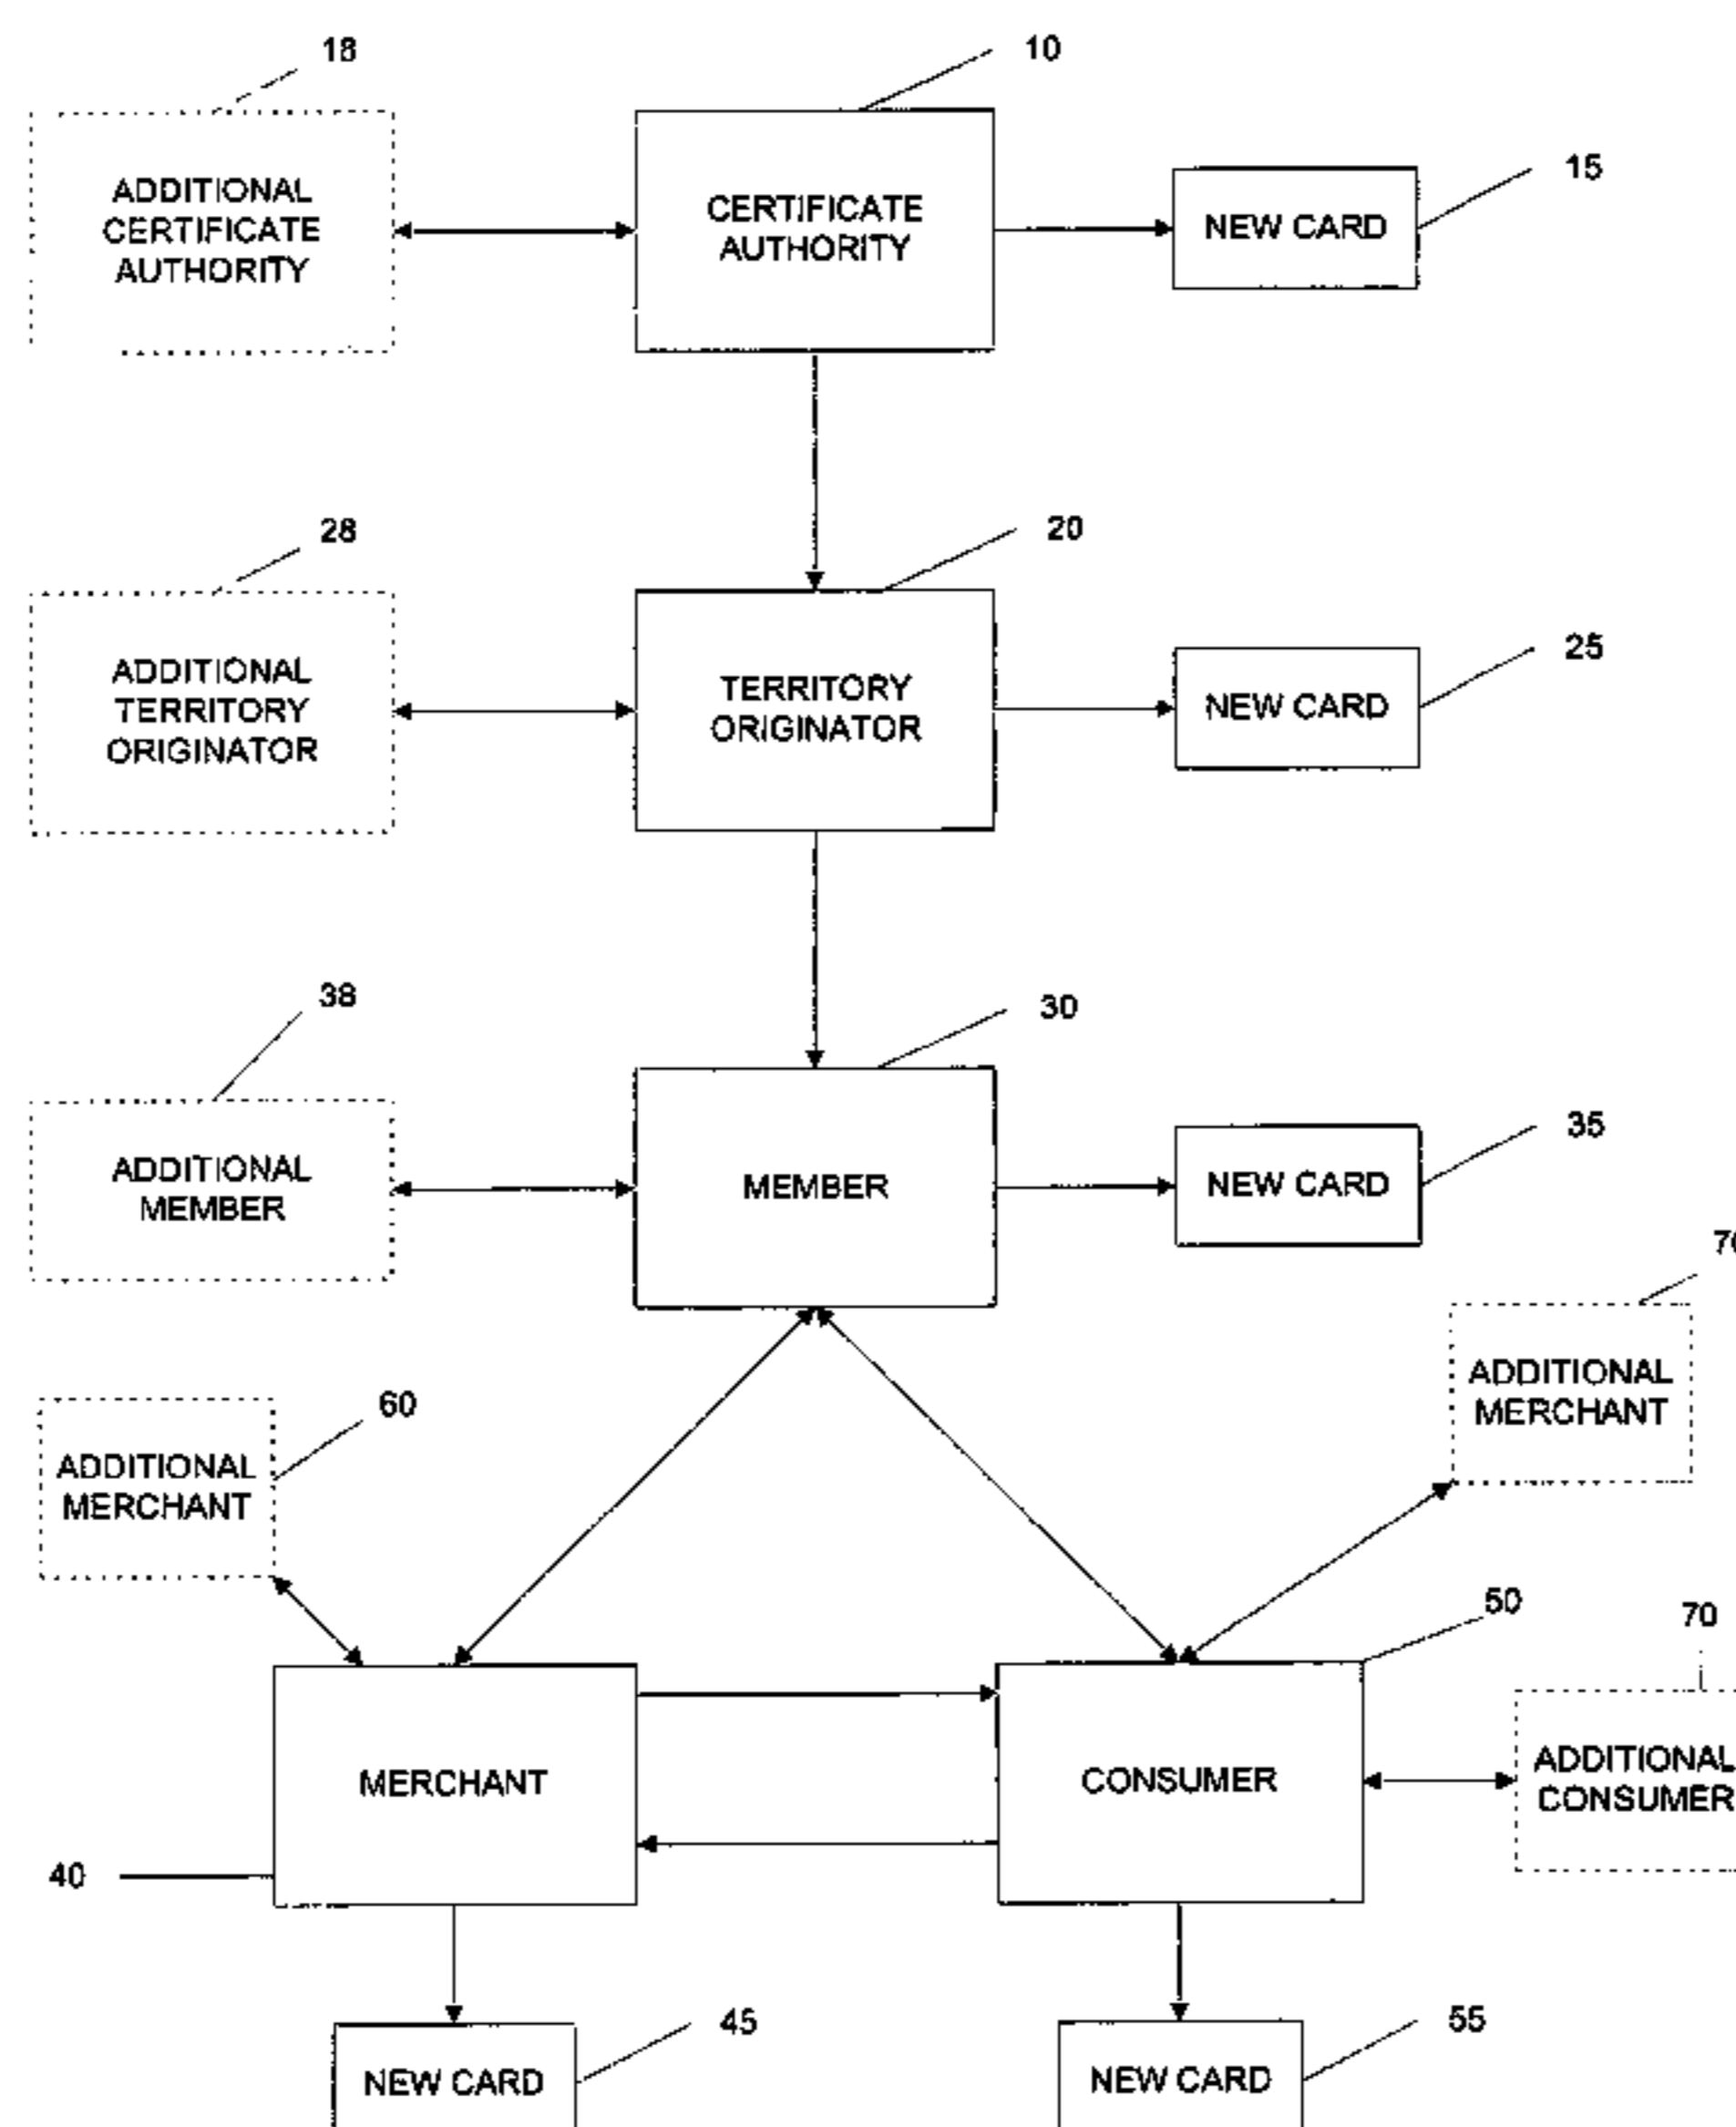 18
10
ADDITIONAL
CERTIFICATE
AUTHORITY
CERTIFICATE
AUTHORITY
15
NEW CARD
28
20
ADDITIONAL
TERRITORY
ORIGINATOR
TERRITORY
ORIGINATOR
25
NEW CARD
38
30
ADDITIONAL
MEMBER
MEMBER
35
NEW CARD
60
ADDITIONAL
MERCHANT
ADDITIONAL
MERCHANT
50
70
MERCHANT
CONSUMER
ADDITIONAL
CONSUMER
40
45
NEW CARD
55
NEW CARD